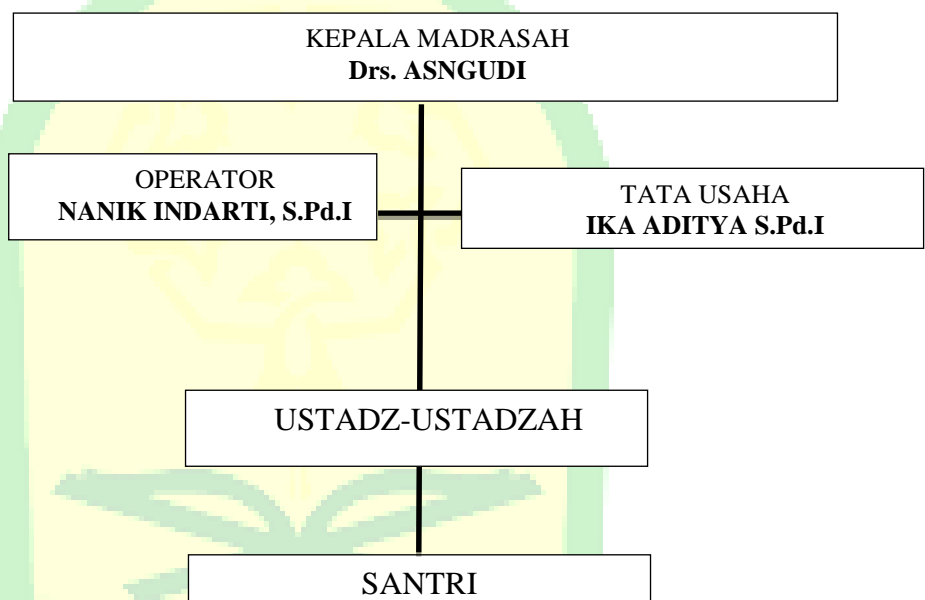 KEPALA MADRASAH
Drs. ASNGUDI
OPERATOR
NANIK INDARTI, S.Pd.I
TATA USAHA
IKA ADITYA S.Pd.I
USTADZ-USTADZAH
SANTRI